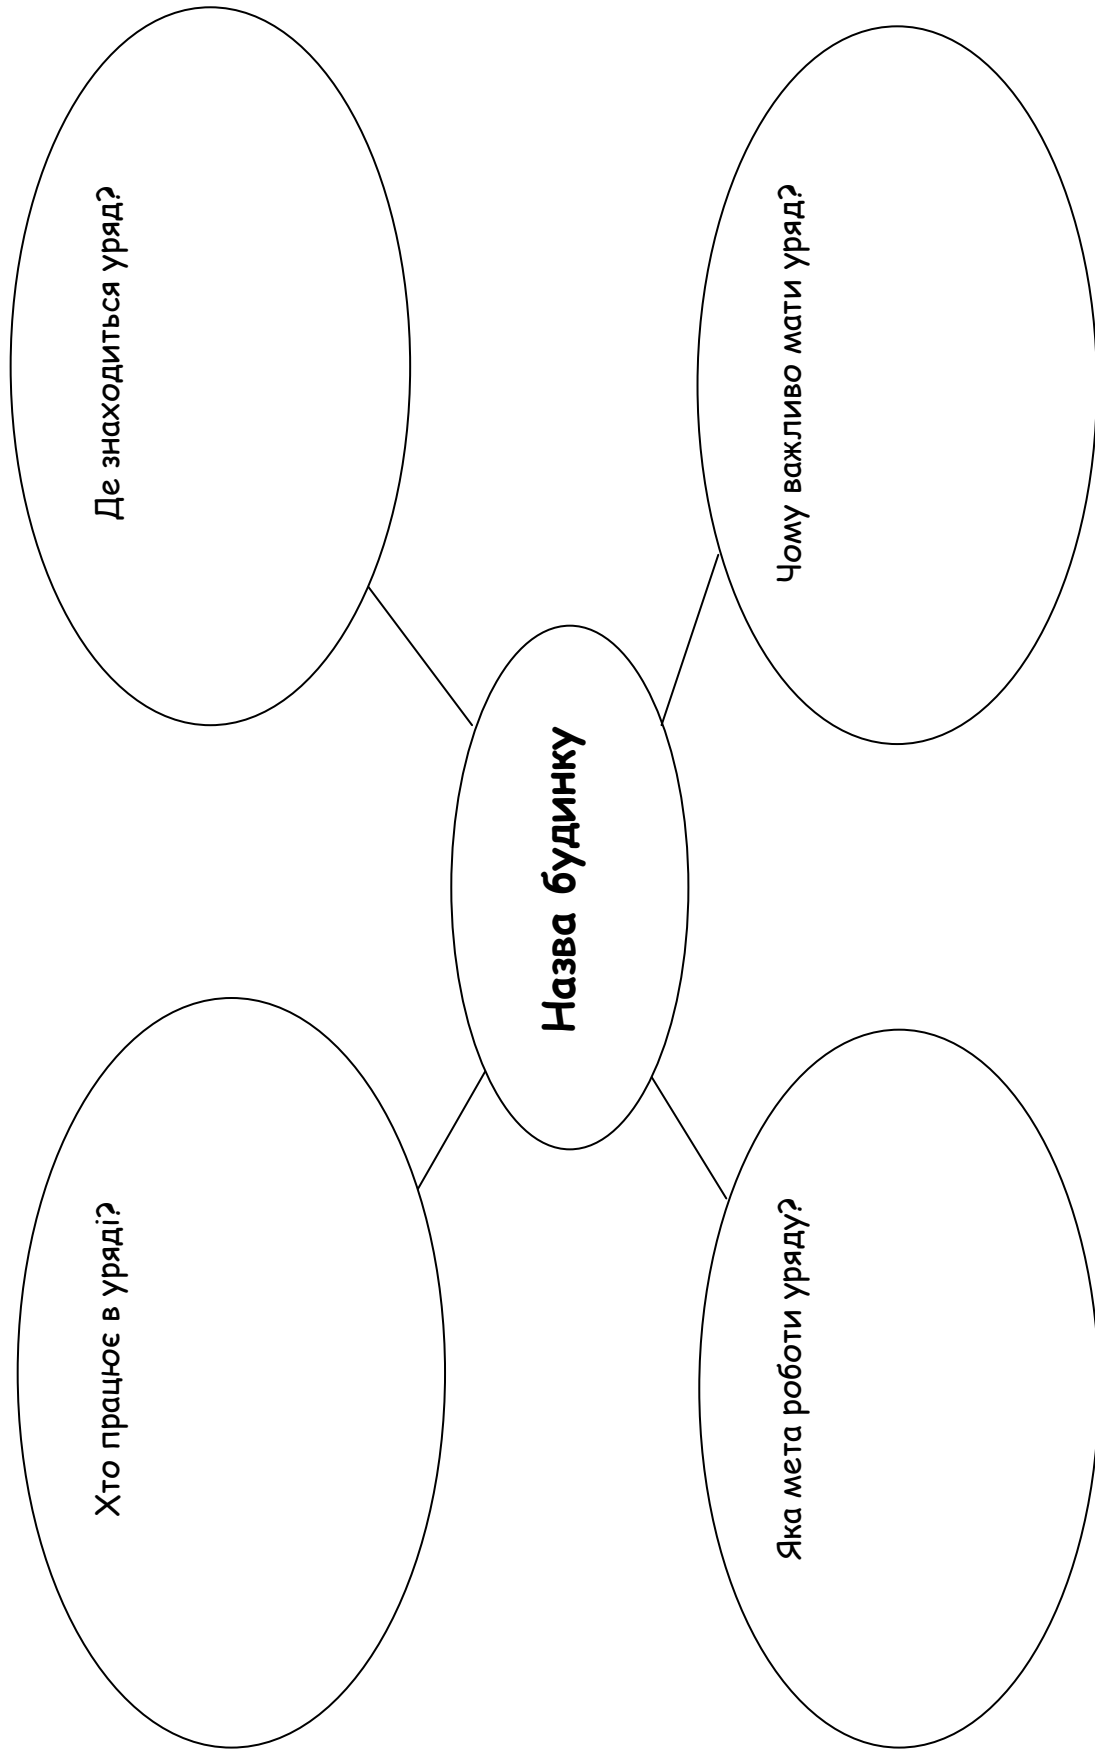 Хто працює в уряді?
Де знаходиться уряд?
Назва будинку
Яка мета роботи уряду?
Чому важливо мати уряд?